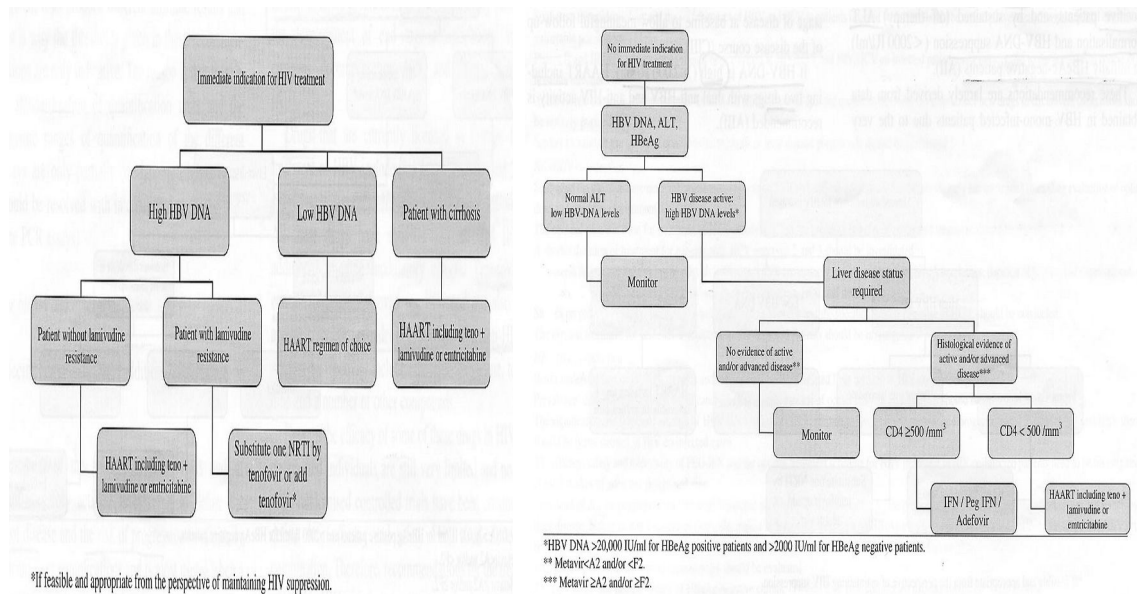 Immediate indication for HIV treatment
High HBV DNA
Low HBV DNA
Patient with cirrhosis
Patient without lamivudine
resistance
Patient with lamivudine
resistance
HAART regimen of choice
HAART including teno +
lamivudine or entricitabine
HAART including teno +
lamivudine or entricitabine
Substitute one NRTI by
tenofovir or add
tenofovir*
*If feasible and appropriate from the perspective of maintaining HIV suppression.
No immediate indication
for HIV treatment
HBV DNA, ALT,
HBeAg
Normal ALT
low HBV-DNA levels
HBV disease active:
high HBV DNA levels*
Monitor
Liver disease status
required
No evidence of active
and/or advanced disease**
Histological evidence of
active and/or advanced
disease***
Monitor
CD4 ≥500 /mm³
CD4 < 500 /mm³
IFN / Peg IFN /
Adefovir
HAART including teno +
lamivudine or
entricitabine
*HBV DNA >20,000 IU/ml for HBeAg positive patients and >2000 IU/ml for HBeAg negative patients.
** Metavir<A2 and/or <F2.
*** Metavir ≥A2 and/or ≥F2.